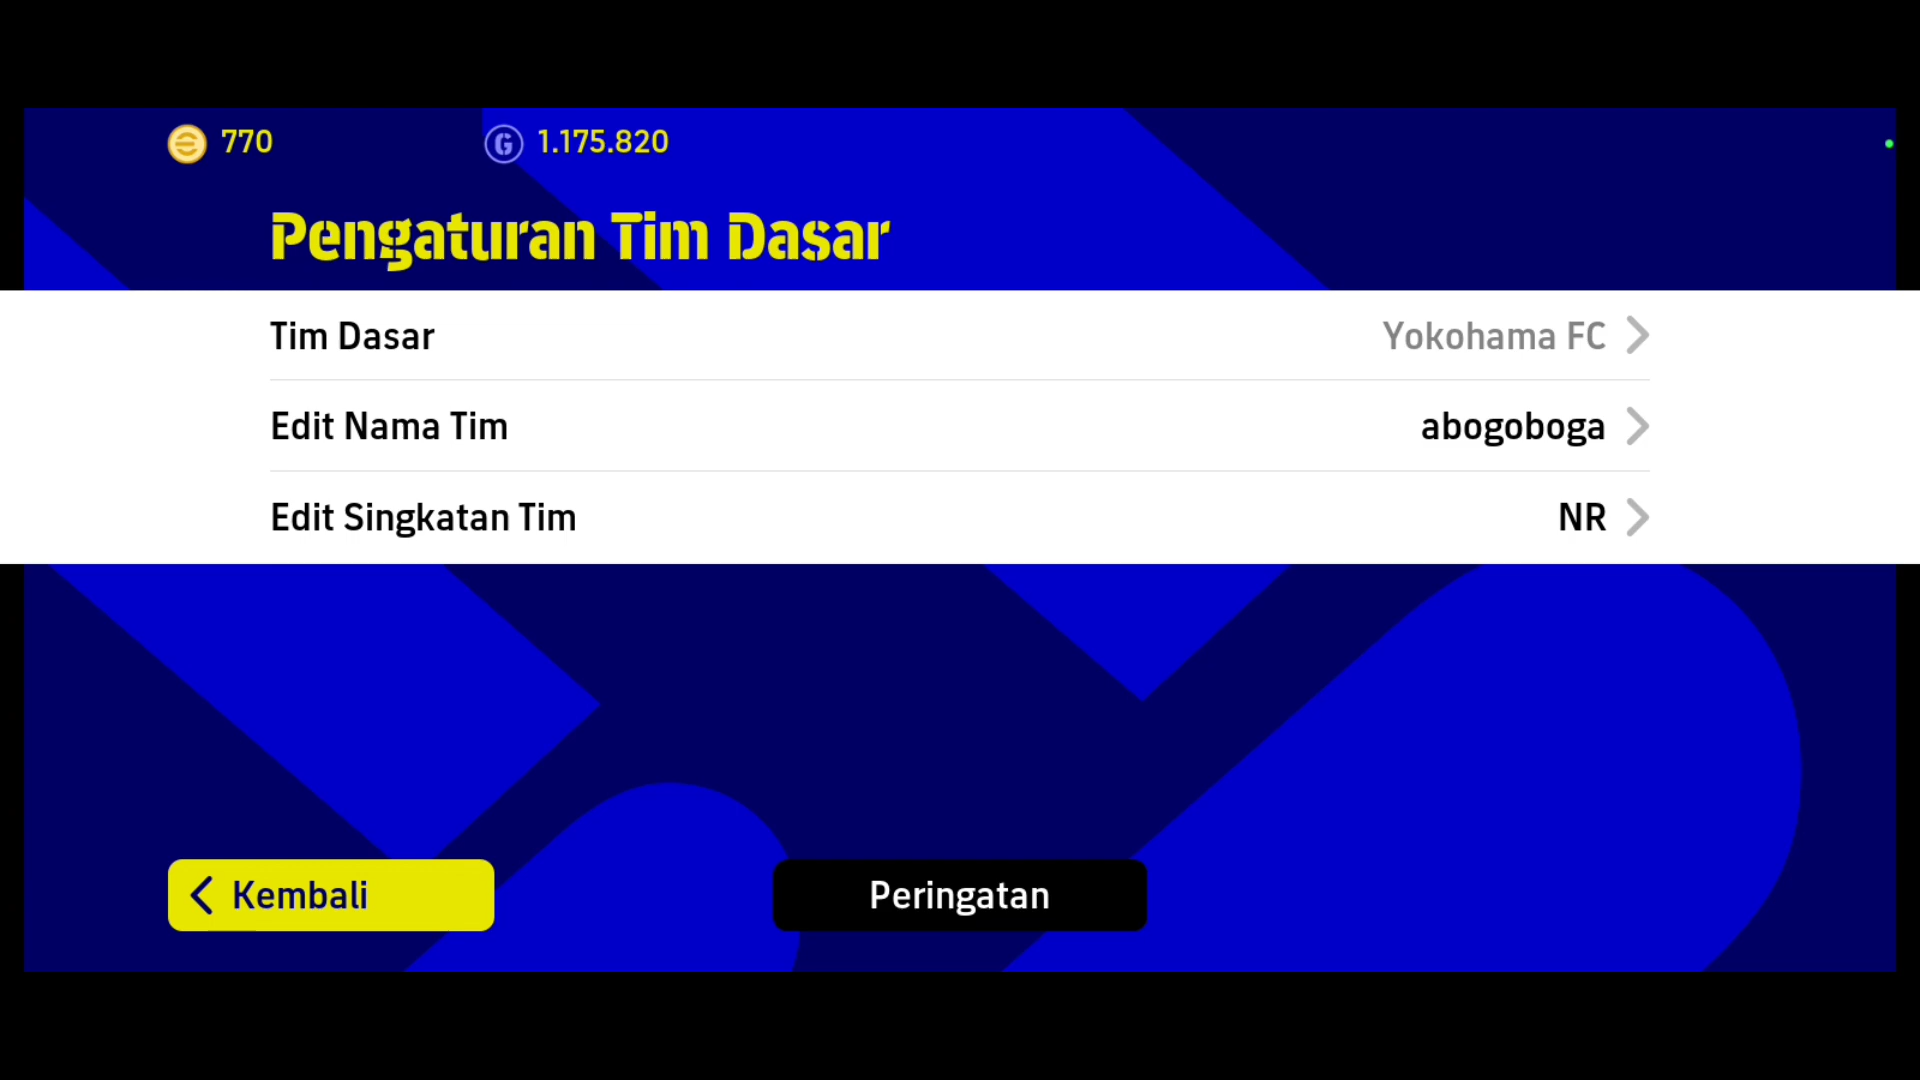 770
1.175.820
Pengaturan Tim Dasar
Tim Dasar Yokohama FC
Edit Nama Tim abogoboga
Edit Singkatan Tim NR
Kembali
Peringatan